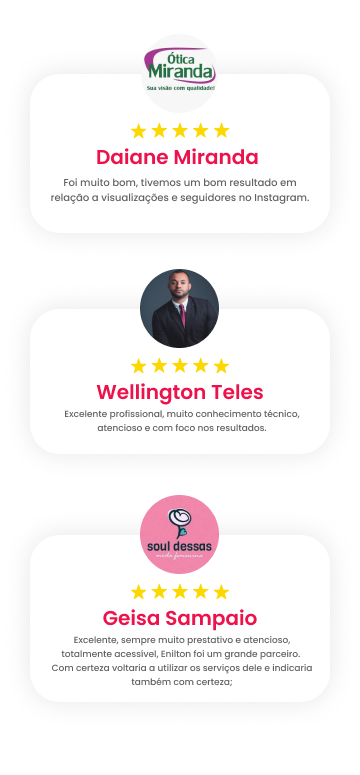 Ótica
Miranda
Sua visão com qualidade!
Daiane Miranda
Foi muito bom, tivemos um bom resultado em
relação a visualizações e seguidores no Instagram.
Wellington Teles
Excelente profissional, muito conhecimento técnico,
atencioso e com foco nos resultados.
soul dessas
moda feminina
Geisa Sampaio
Excelente, sempre muito prestativo e atencioso,
totalmente acessível, Enilton foi um grande parceiro.
Com certeza voltaria a utilizar os serviços dele e indicaria
também com certeza;